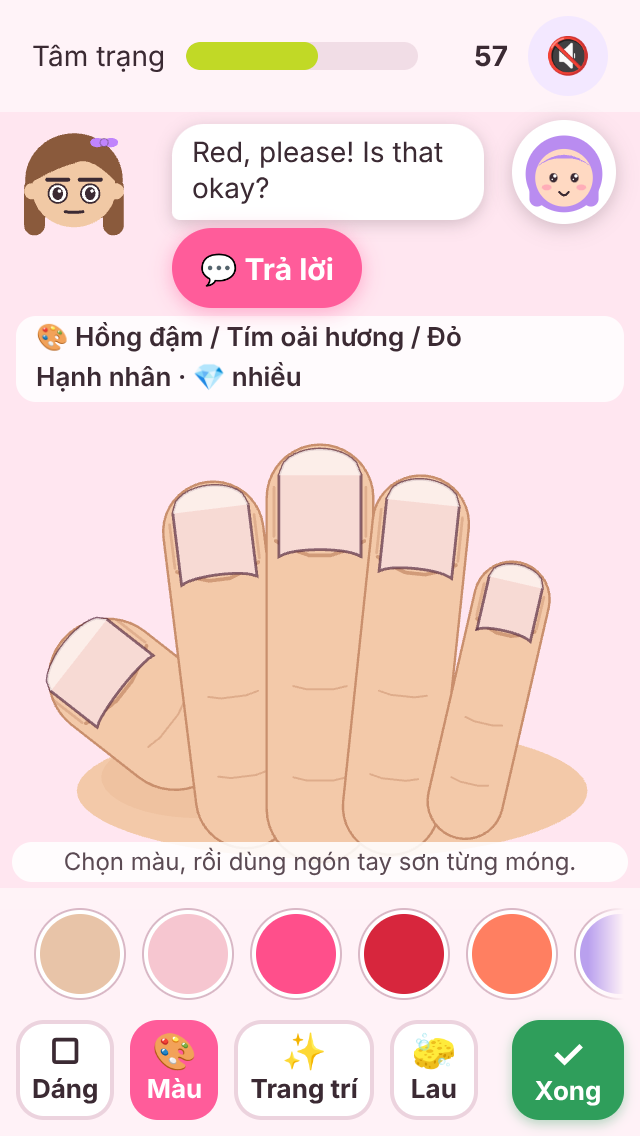 Tâm trạng
57
Red, please! Is that
okay?
Trả lời
Hồng đậm / Tím oải hương / Đỏ
Hạnh nhân · 💎 nhiều
Chọn màu, rồi dùng ngón tay sơn từng móng.
Dáng
Màu
Trang trí
Lau
Xong